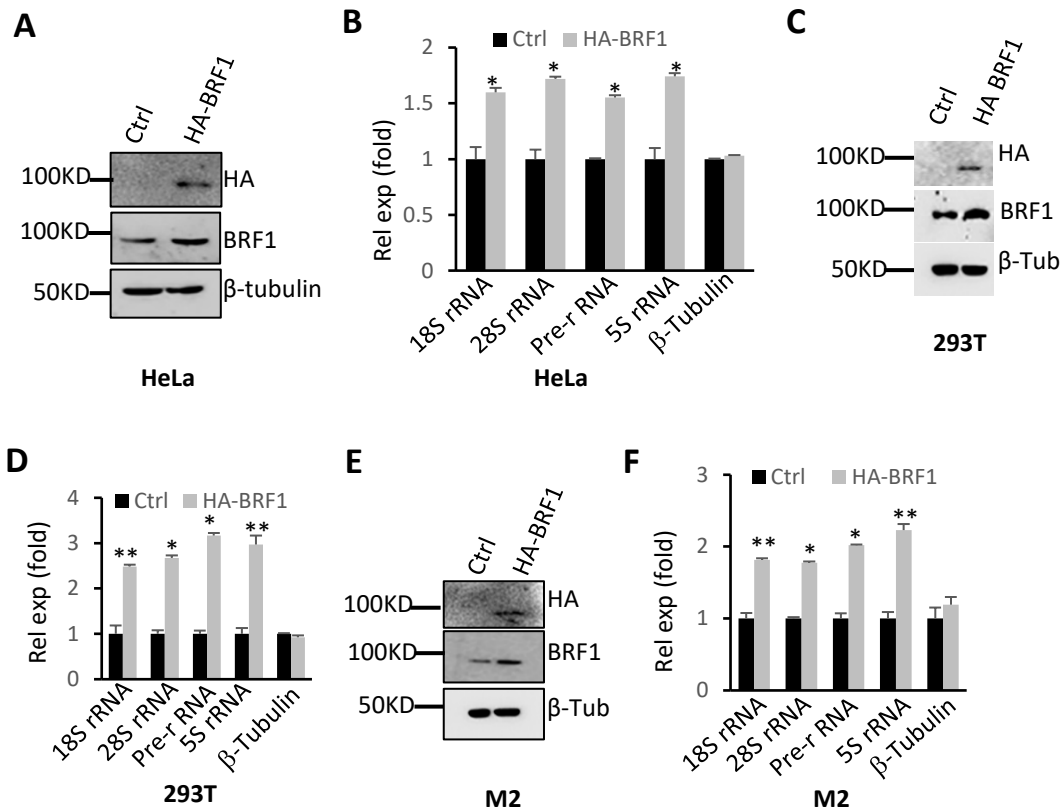 A
Ctrl
HA-BRF1
100KD
HA
100KD
BRF1
50KD
β-tubulin
HeLa
B
Ctrl HA-BRF1
Rel exp (fold)
2
1.5
1
0.5
0
* * * *
18S rRNA
28S rRNA
Pre-r RNA
5S rRNA
β-Tubulin
HeLa
C
Ctrl
HA BRF1
100KD
HA
100KD
BRF1
50KD
β-Tub
293T
D
Ctrl HA-BRF1
Rel exp (fold)
4
3
2
1
0
** * * **
18S rRNA
28S rRNA
Pre-r RNA
5S rRNA
β-Tubulin
293T
E
Ctrl
HA-BRF1
100KD
HA
100KD
BRF1
50KD
β-Tub
M2
F
Ctrl HA-BRF1
Rel exp (fold)
3
2
1
0
** * * **
18S rRNA
28S rRNA
Pre-r RNA
5S rRNA
β-Tubulin
M2